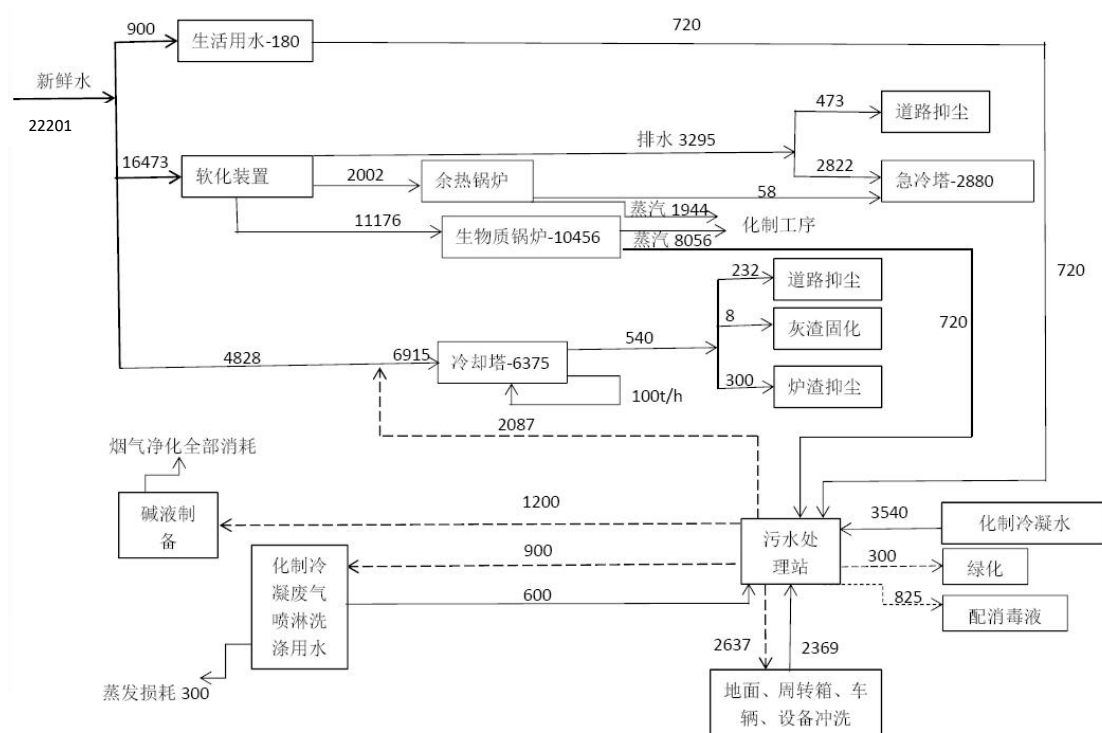 900
生活用水-180
720
新鲜水
22201
473
道路抑尘
排水 3295
16473
软化装置
2002
余热锅炉
2822
急冷塔-2880
58
蒸汽 1944
化制工序
11176
生物质锅炉-10456
蒸汽 8056
232
道路抑尘
720
720
8
灰渣固化
4828
6915
冷却塔-6375
540
300
炉渣抑尘
100t/h
2087
烟气净化全部消耗
碱液制
备
1200
3540
化制冷凝水
污水处
理站
900
300
绿化
化制冷
凝废气
喷淋洗
涤用水
600
825
配消毒液
2637
2369
蒸发损耗 300
地面、周转箱、车
辆、设备冲洗